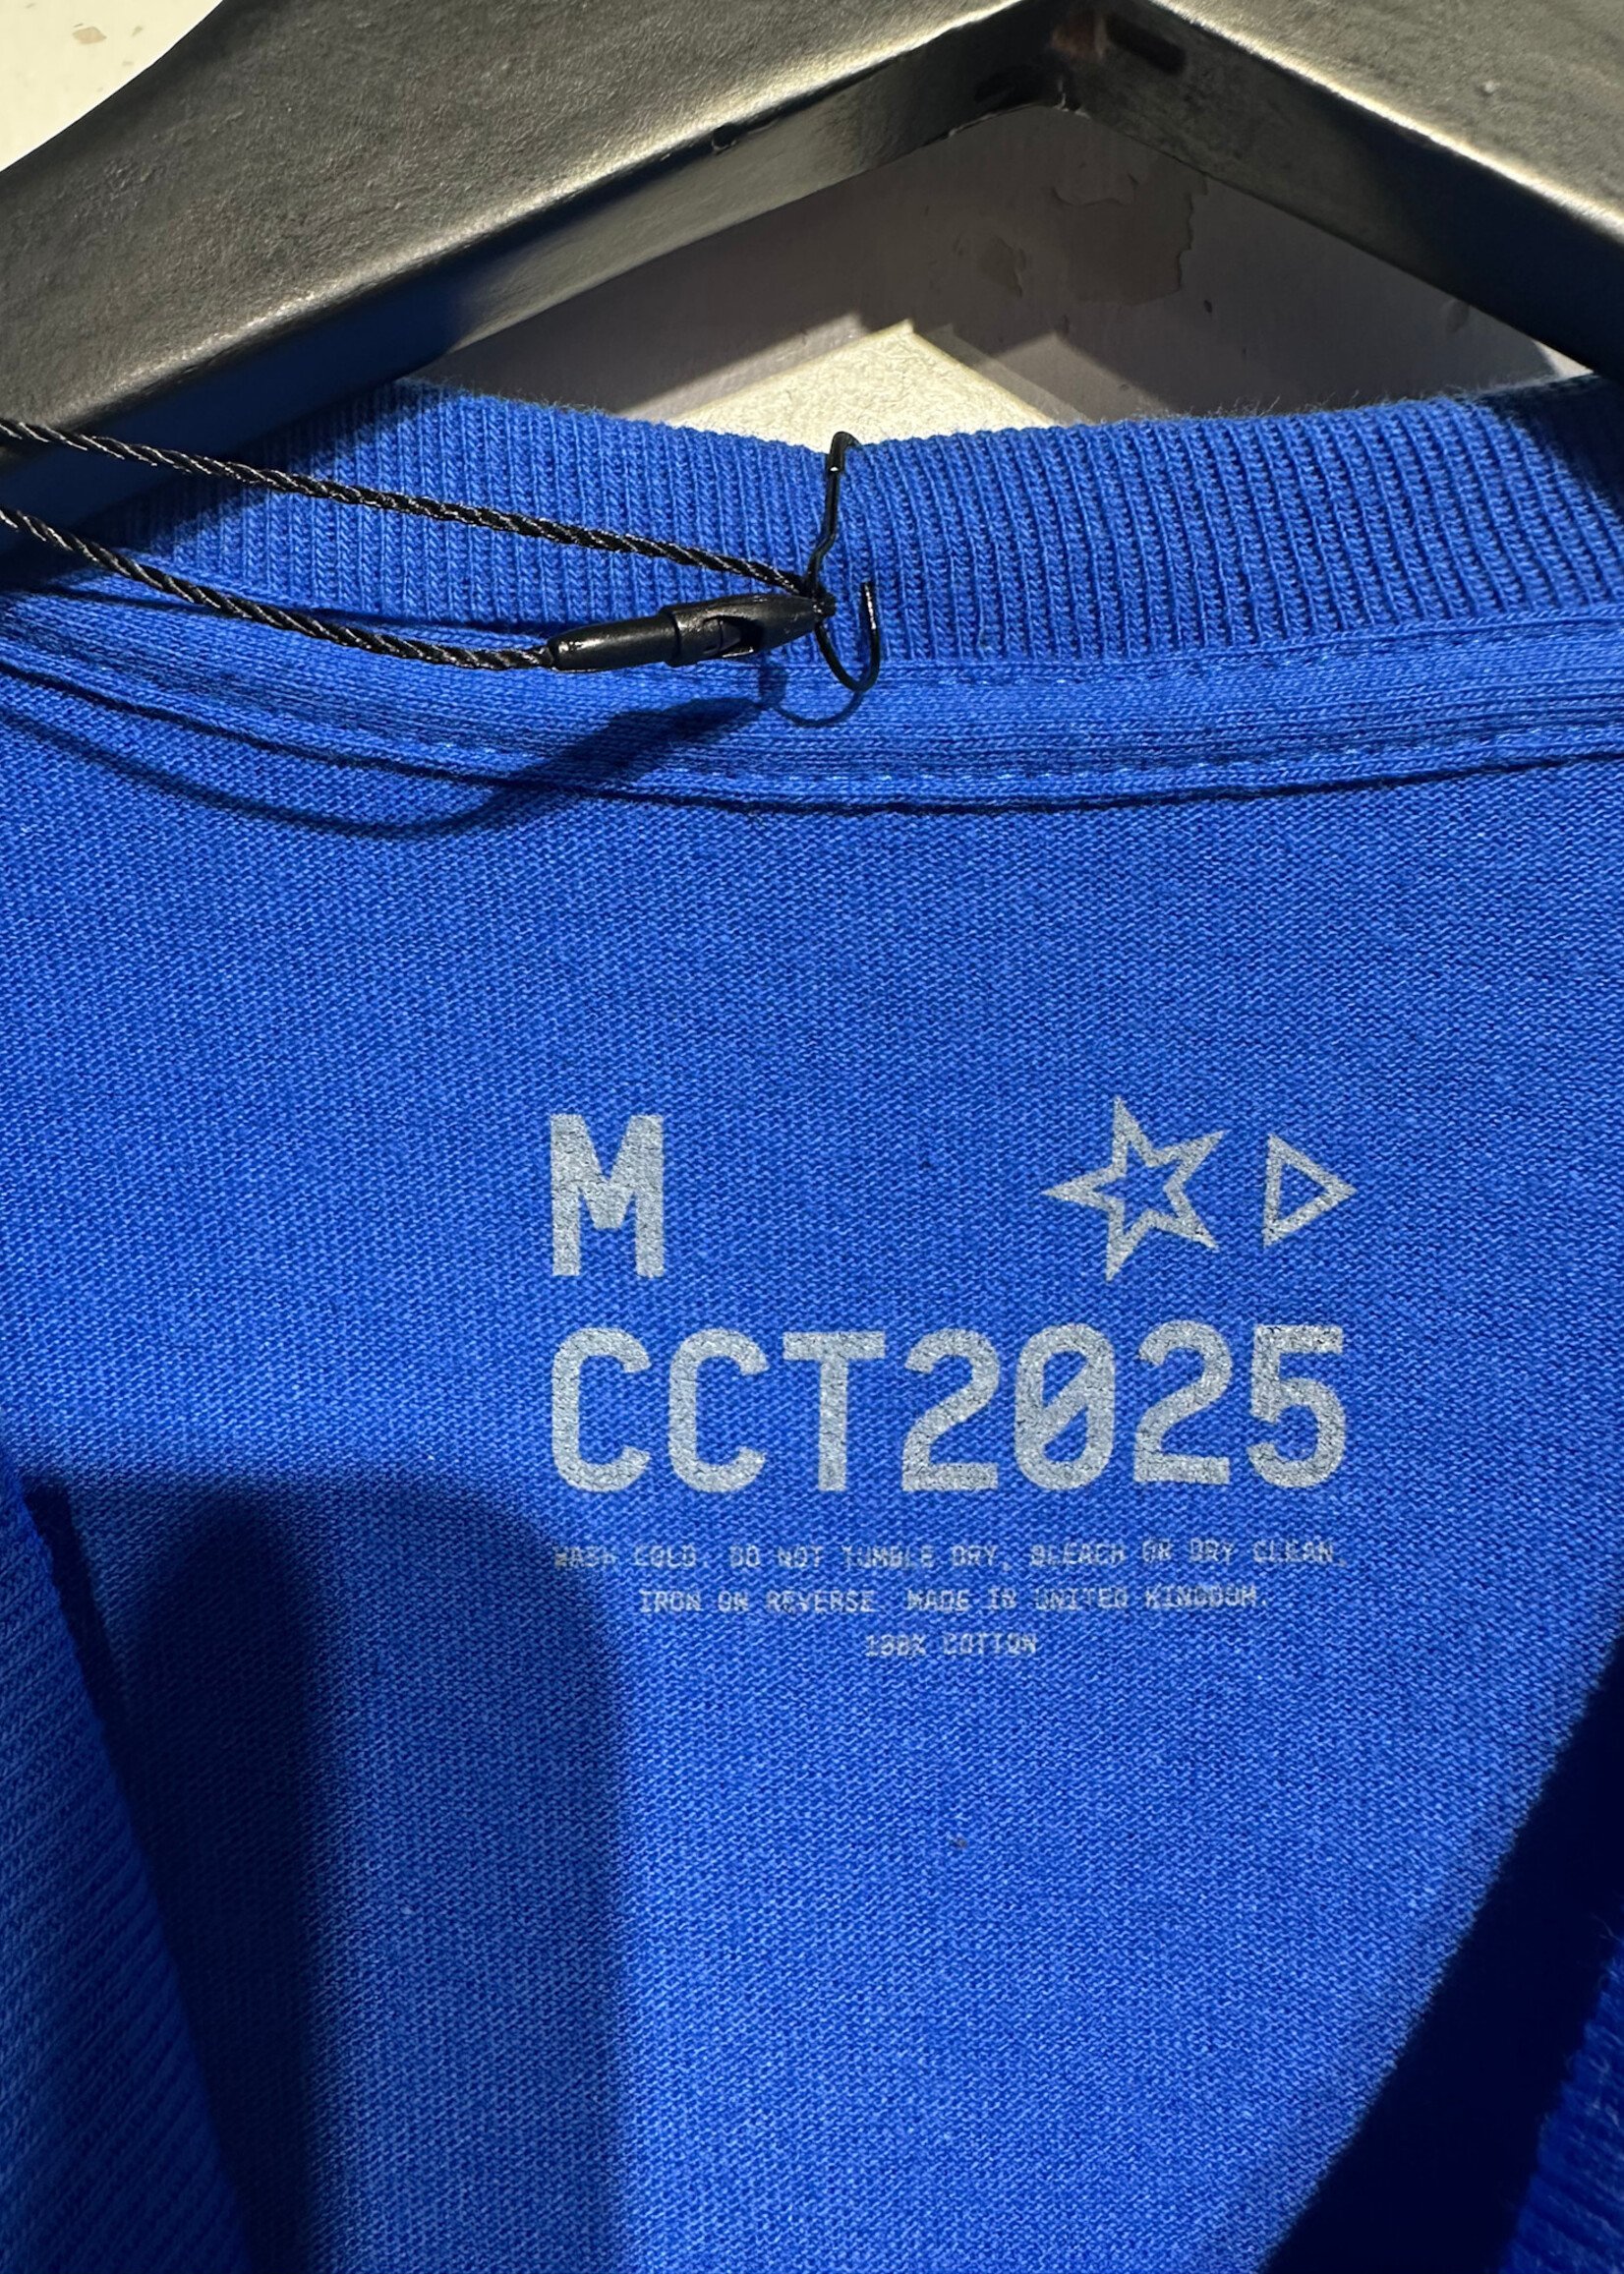 M
CCT2025
WASH COLD. DO NOT TUMBLE DRY, BLEACH OR DRY CLEAN.
IRON ON REVERSE. MADE IN UNITED KINGDOM.
100% COTTON